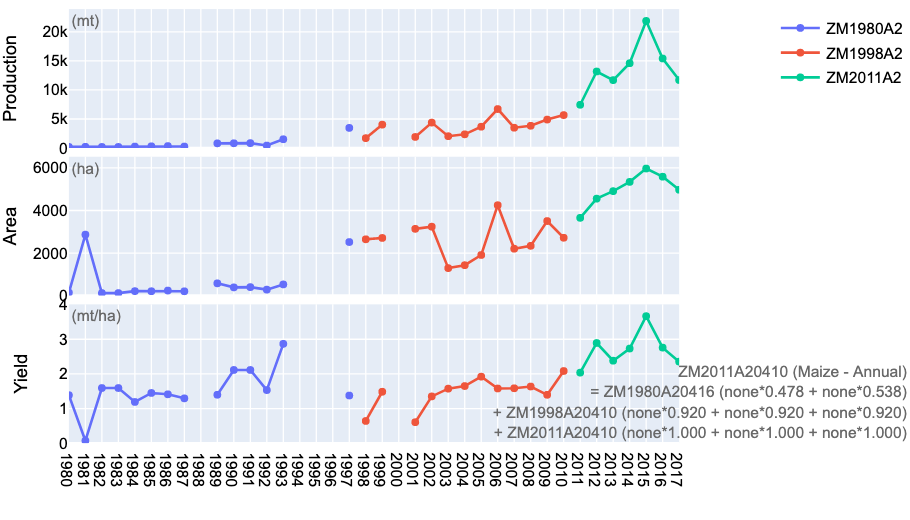 (mt)
20k
15k
10k
5k
0
Production
ZM1980A2
ZM1998A2
ZM2011A2
(ha)
6000
4000
2000
0
Area
(mt/ha)
4
3
2
1
0
Yield
ZM2011A20410 (Maize - Annual)
= ZM1980A20416 (none*0.478 + none*0.538)
+ ZM1998A20410 (none*0.920 + none*0.920 + none*0.920)
+ ZM2011A20410 (none*1.000 + none*1.000 + none*1.000)
1980 1981 1982 1983 1984 1985 1986 1987 1988 1989 1990 1991 1992 1993 1994 1995 1996 1997 1998 1999 2000 2001 2002 2003 2004 2005 2006 2007 2008 2009 2010 2011 2012 2013 2014 2015 2016 2017